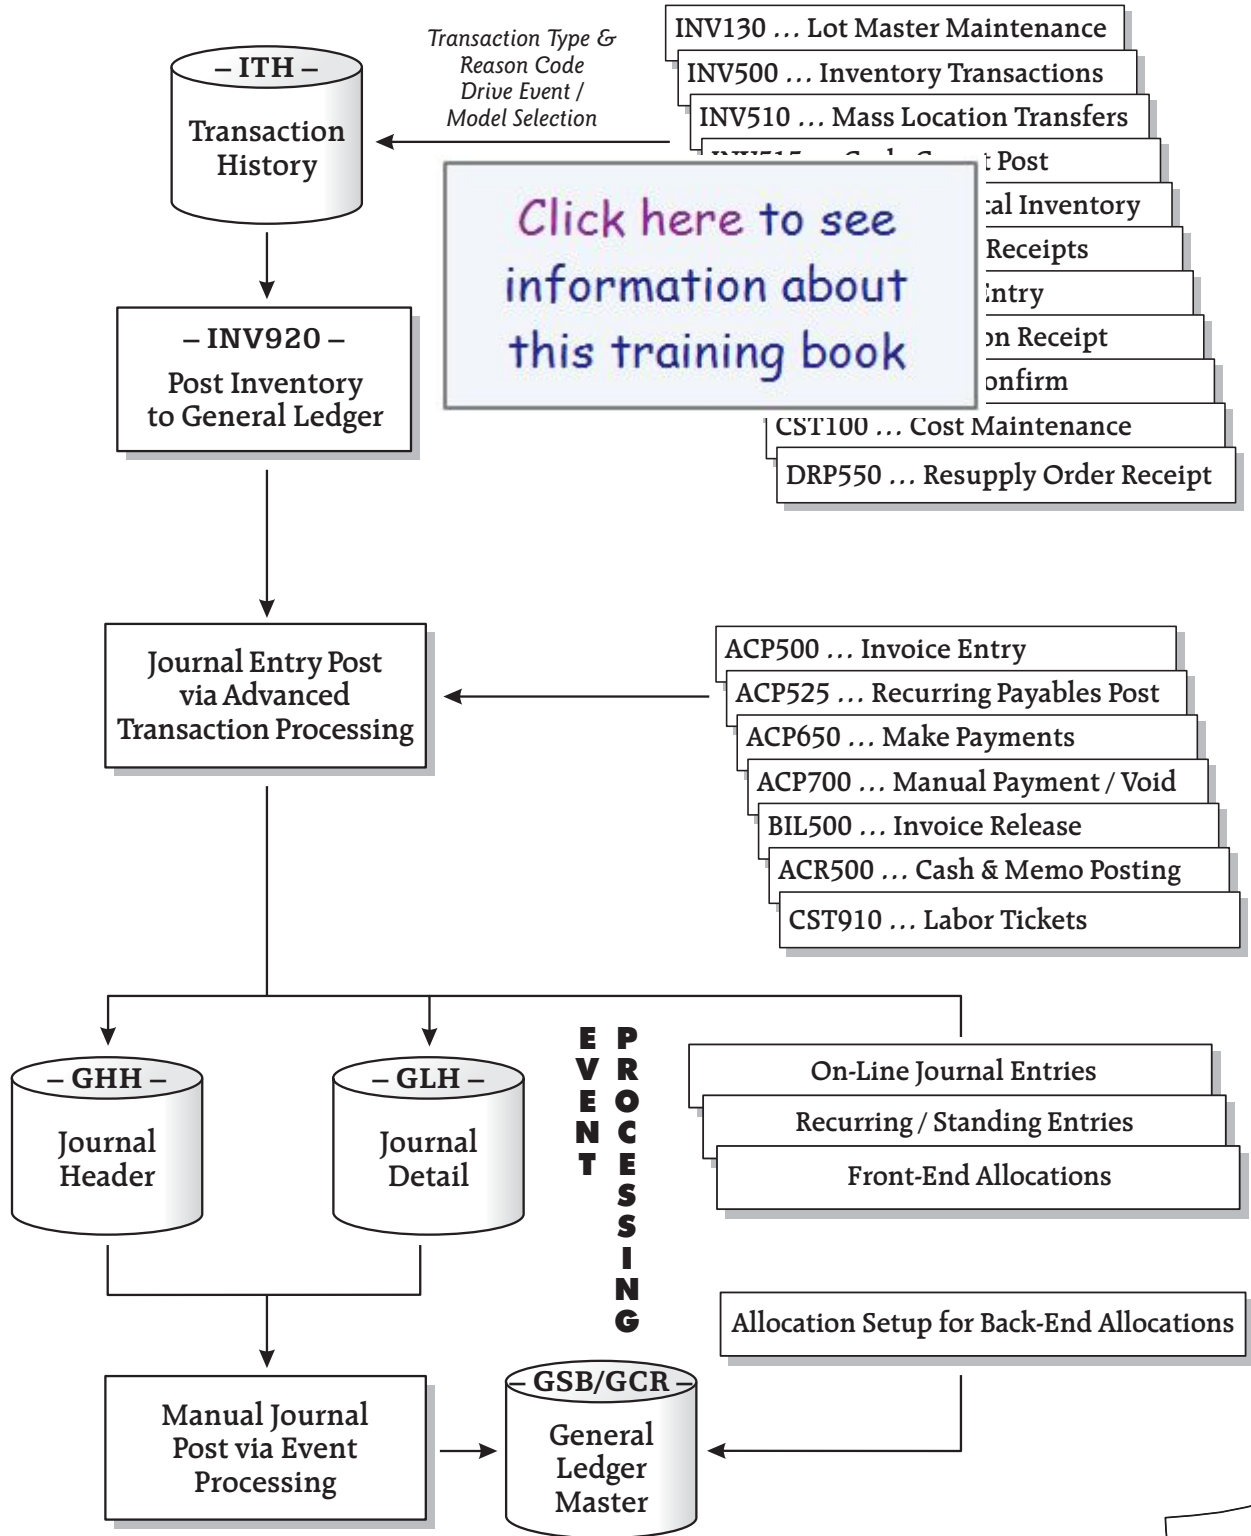 – ITH –
Transaction
History
Transaction Type &
Reason Code
Drive Event /
Model Selection
INV130 ... Lot Master Maintenance
INV500 ... Inventory Transactions
INV510 ... Mass Location Transfers
t Post
cal Inventory
Receipts
Entry
on Receipt
onfirm
CST100 ... Cost Maintenance
DRP550 ... Resupply Order Receipt
Click here to see
information about
this training book
– INV920 –
Post Inventory
to General Ledger
Journal Entry Post
via Advanced
Transaction Processing
ACP500 ... Invoice Entry
ACP525 ... Recurring Payables Post
ACP650 ... Make Payments
ACP700 ... Manual Payment / Void
BIL500 ... Invoice Release
ACR500 ... Cash & Memo Posting
CST910 ... Labor Tickets
– GHH –
Journal
Header
– GLH –
Journal
Detail
EVENT
PROCESSING
On-Line Journal Entries
Recurring / Standing Entries
Front-End Allocations
Allocation Setup for Back-End Allocations
Manual Journal
Post via Event
Processing
– GSB/GCR –
General
Ledger
Master